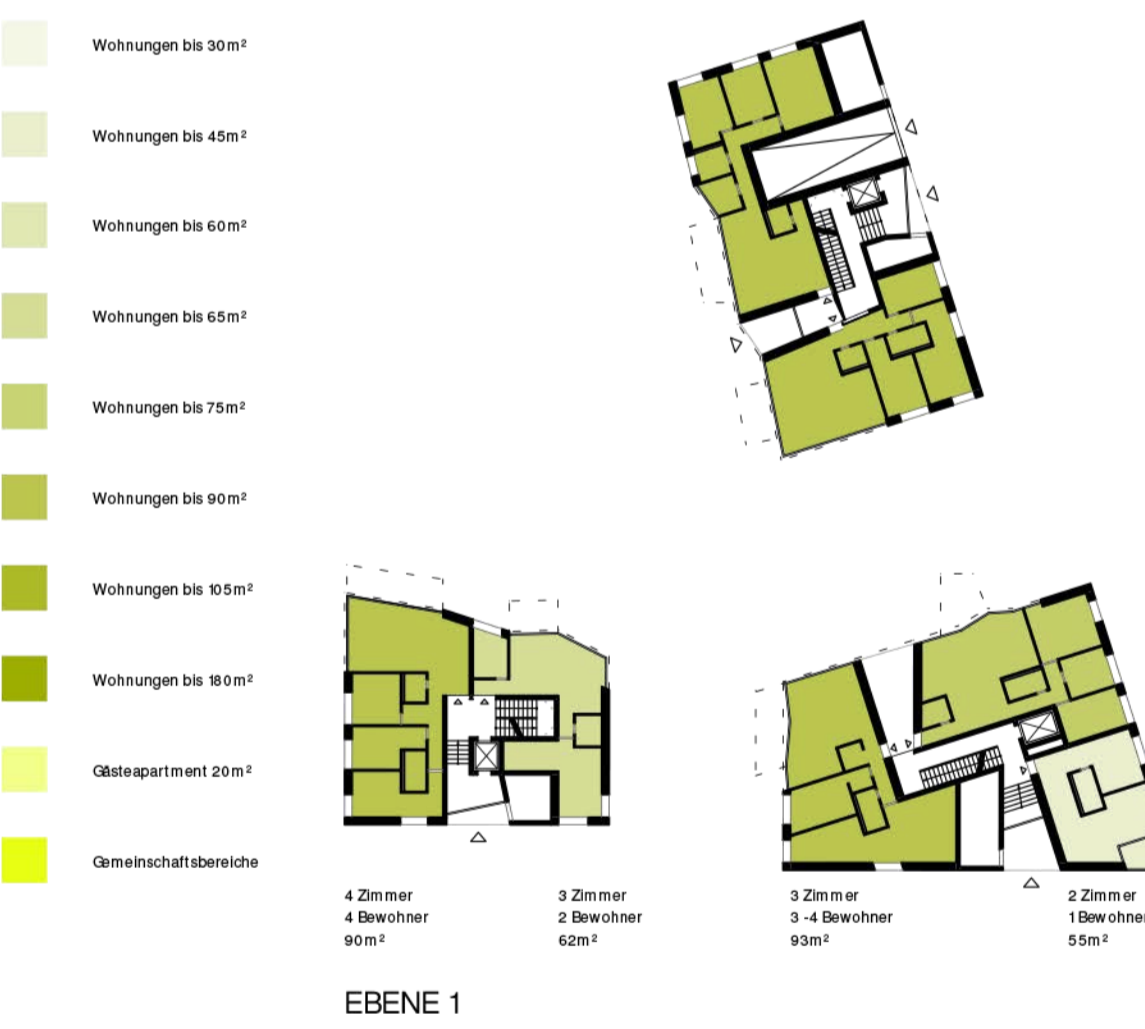 Wohnungen bis 30m²
Wohnungen bis 45m²
Wohnungen bis 60m²
Wohnungen bis 65m²
Wohnungen bis 75m²
Wohnungen bis 90m²
Wohnungen bis 105m²
Wohnungen bis 180m²
Gästeapartment 20m²
Gemeinschaftsbereiche
4 Zimmer
4 Bewohner
90m²
3 Zimmer
2 Bewohner
62m²
3 Zimmer
3 -4 Bewohner
93m²
2 Zimmer
1 Bewohner
55m²
EBENE 1